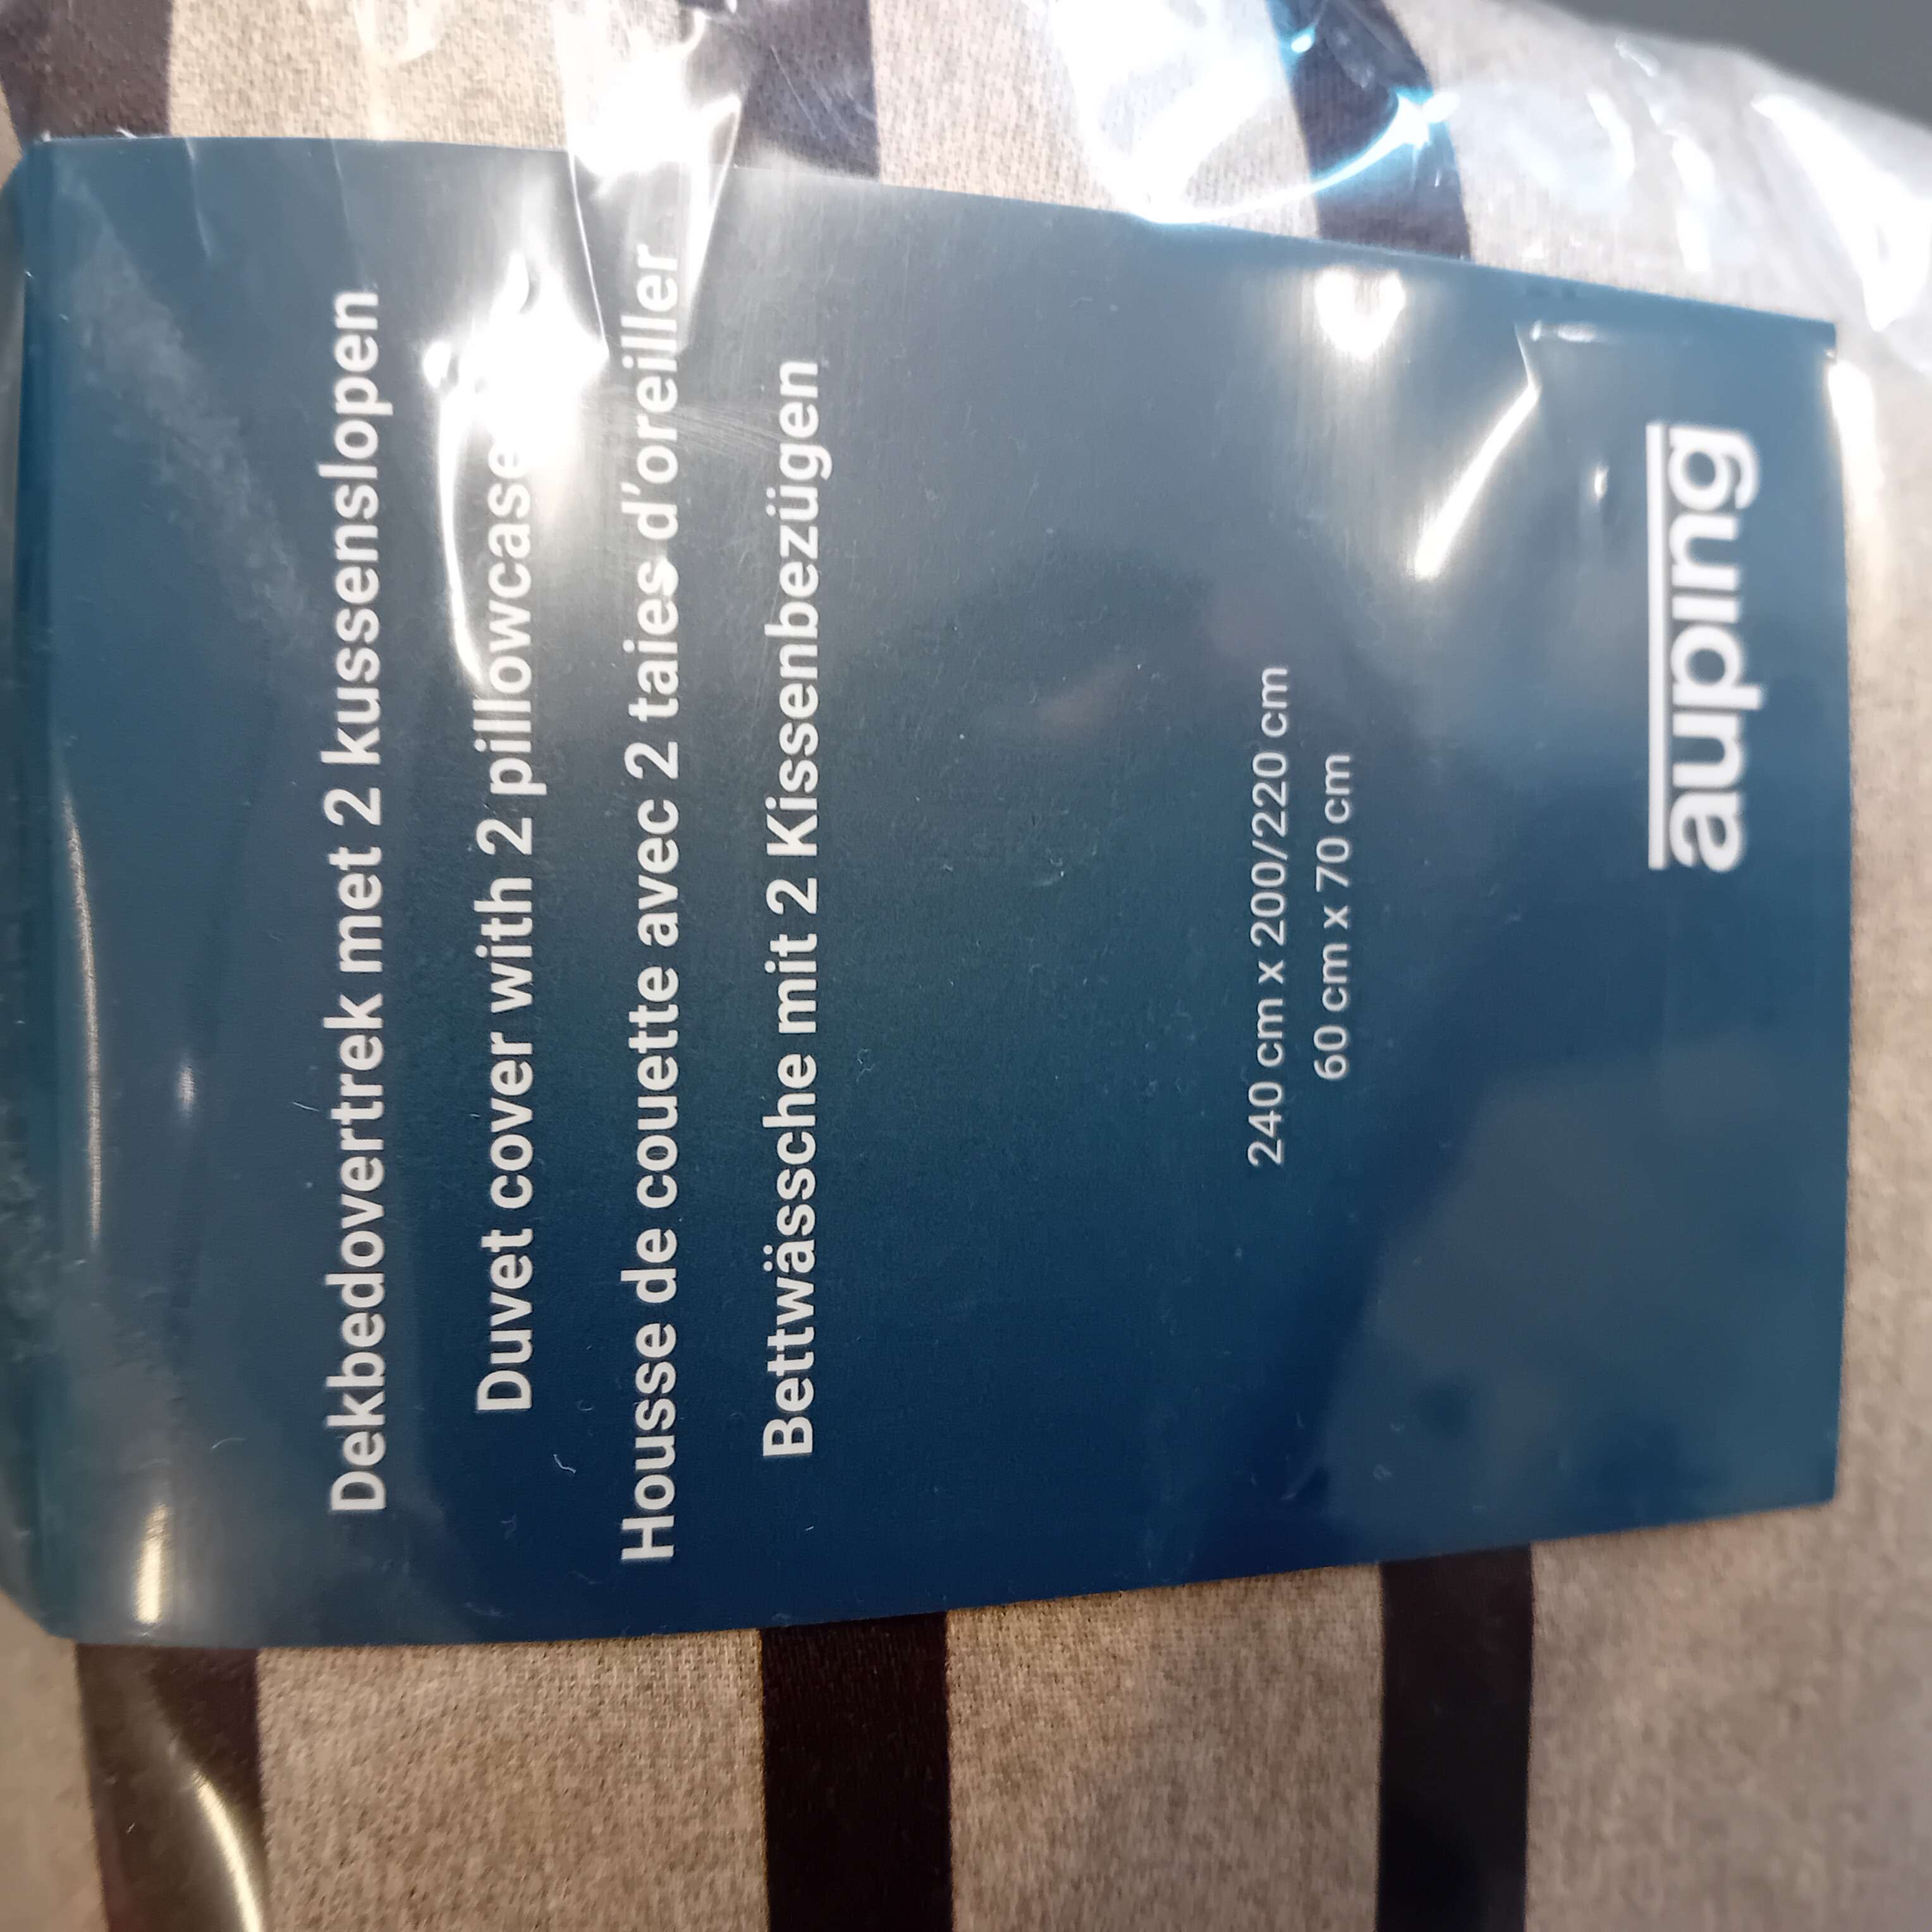 Dekbedovertrek met 2 kussenslopen
Duvet cover with 2 pillowcase
Housse de couette avec 2 taies d'oreiller
Bettwäsche mit 2 Kissenbezügen
240 cm x 200/220 cm
60 cm x 70 cm
auping